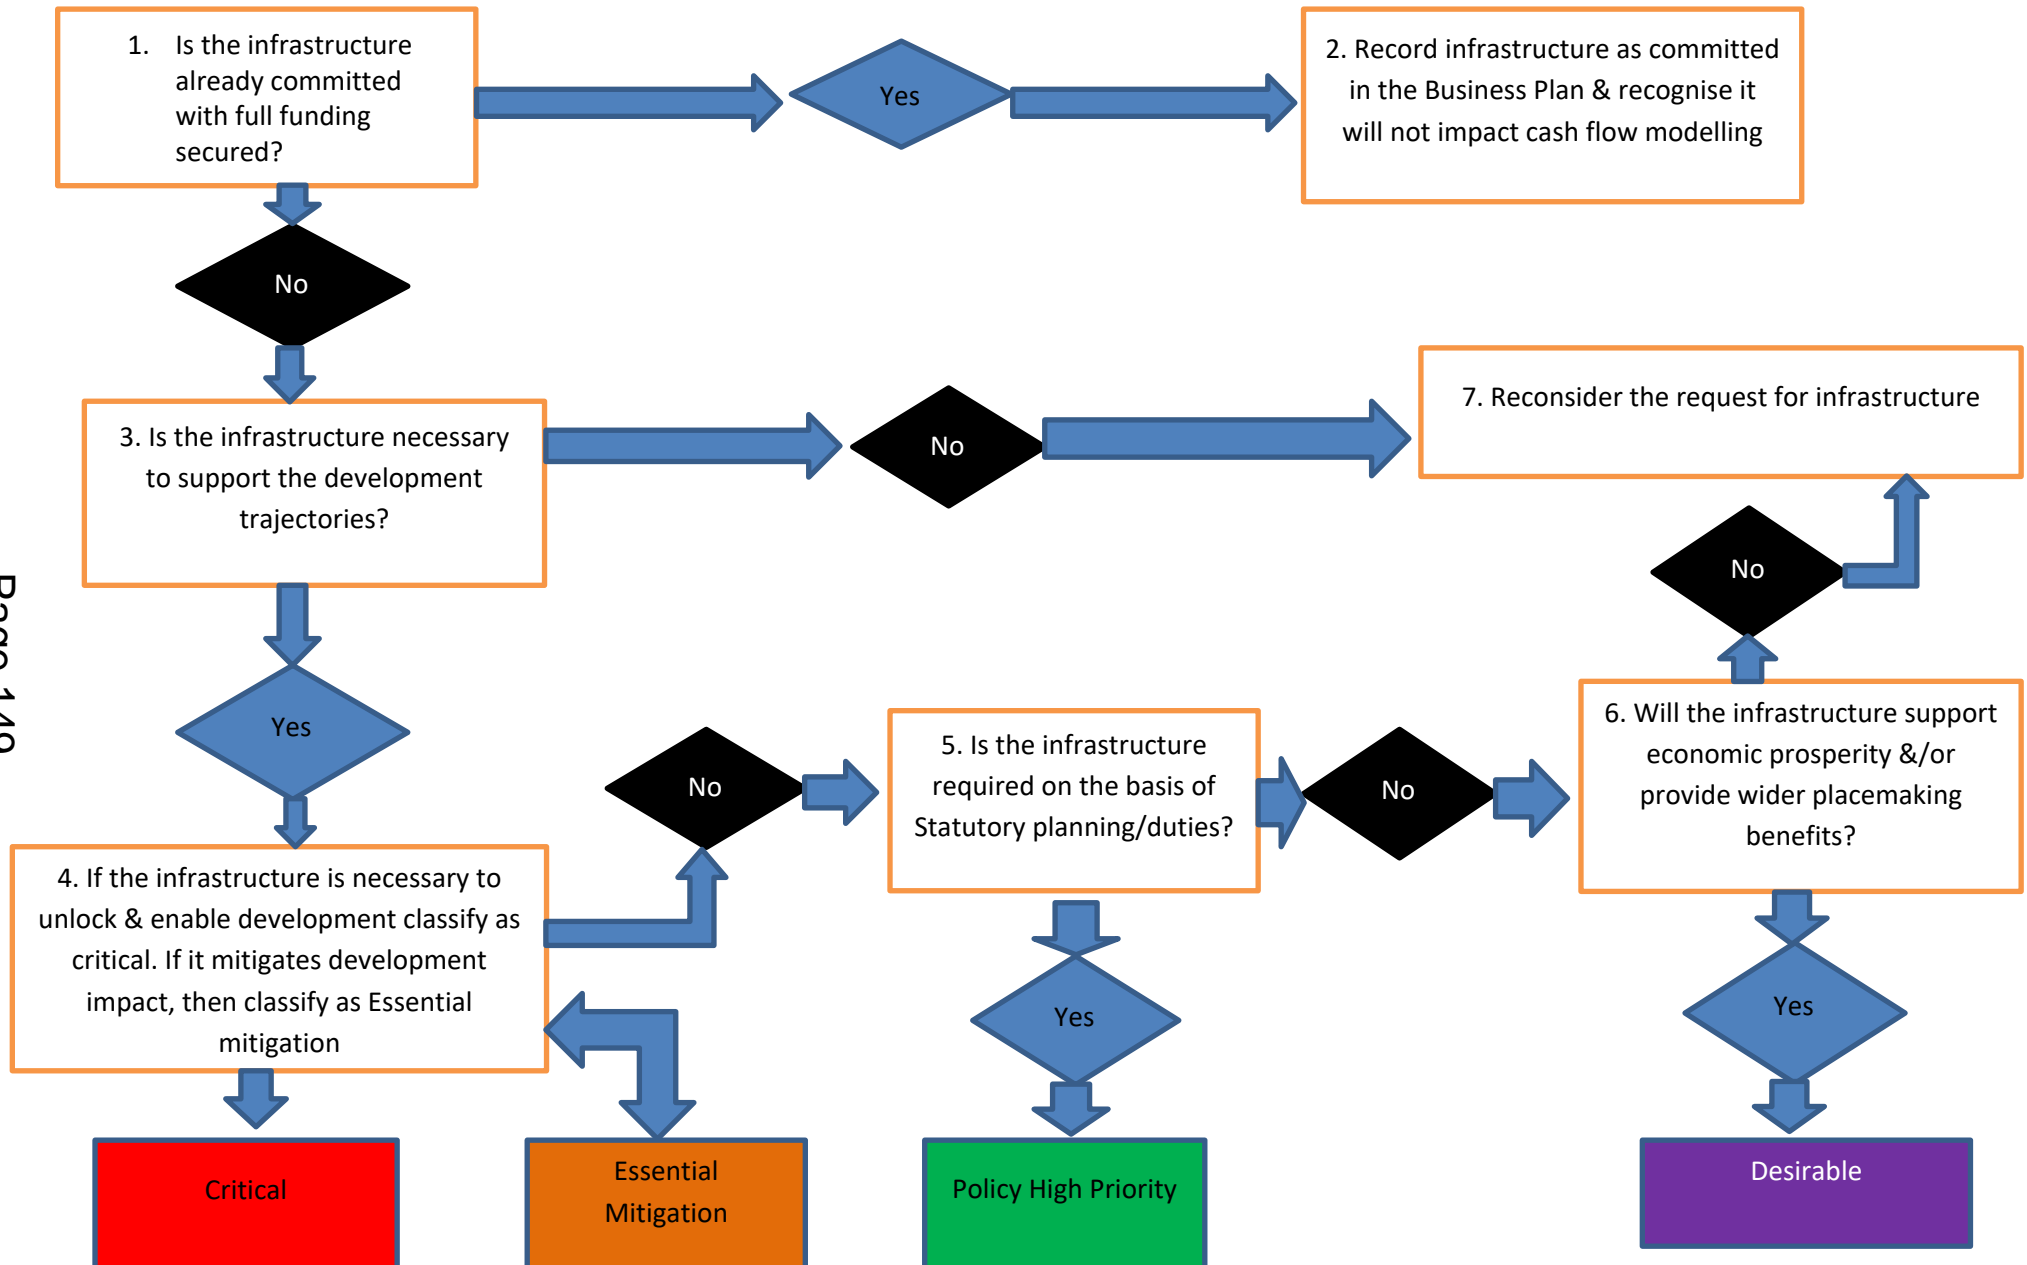 1. Is the infrastructure
already committed
with full funding
secured?
Yes
2. Record infrastructure as committed
in the Business Plan & recognise it
will not impact cash flow modelling
No
3. Is the infrastructure necessary
to support the development
trajectories?
No
7. Reconsider the request for infrastructure
No
Yes
No
5. Is the infrastructure
required on the basis of
Statutory planning/duties?
No
6. Will the infrastructure support
economic prosperity &/or
provide wider placemaking
benefits?
4. If the infrastructure is necessary to
unlock & enable development classify as
critical. If it mitigates development
impact, then classify as Essential
mitigation
Yes
Yes
Critical
Essential
Mitigation
Policy High Priority
Desirable
Page 149